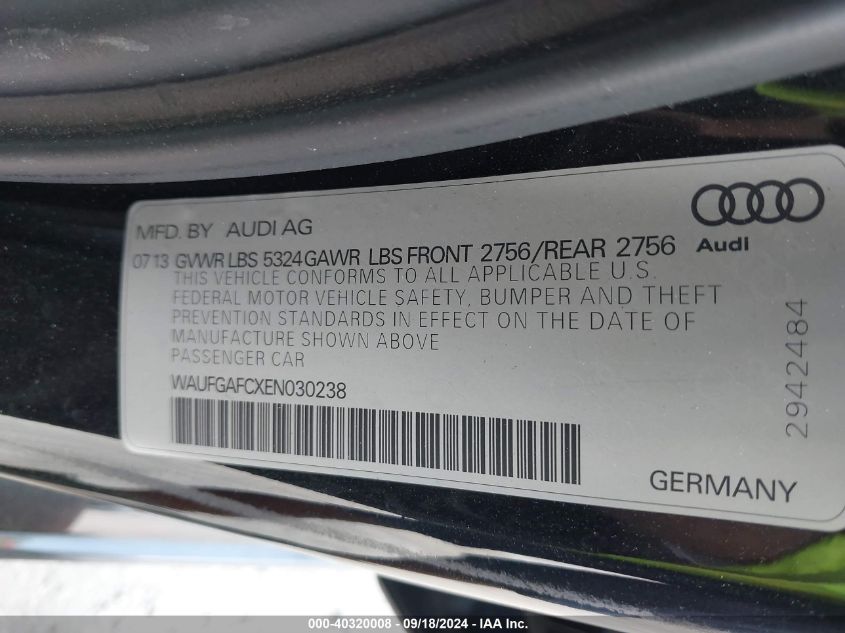 MFD. BY AUDI AG
0713 GVWR LBS 5324 GAWR LBS FRONT 2756/REAR 2756
Audi
THIS VEHICLE CONFORMS TO ALL APPLICABLE U.S.
FEDERAL MOTOR VEHICLE SAFETY, BUMPER AND THEFT
PREVENTION STANDARDS IN EFFECT ON THE DATE OF
MANUFACTURE SHOWN ABOVE
PASSENGER CAR
WAUFGAFCXEN030238
2942484
GERMANY
000-40320008 - 09/18/2024 - IAA Inc.